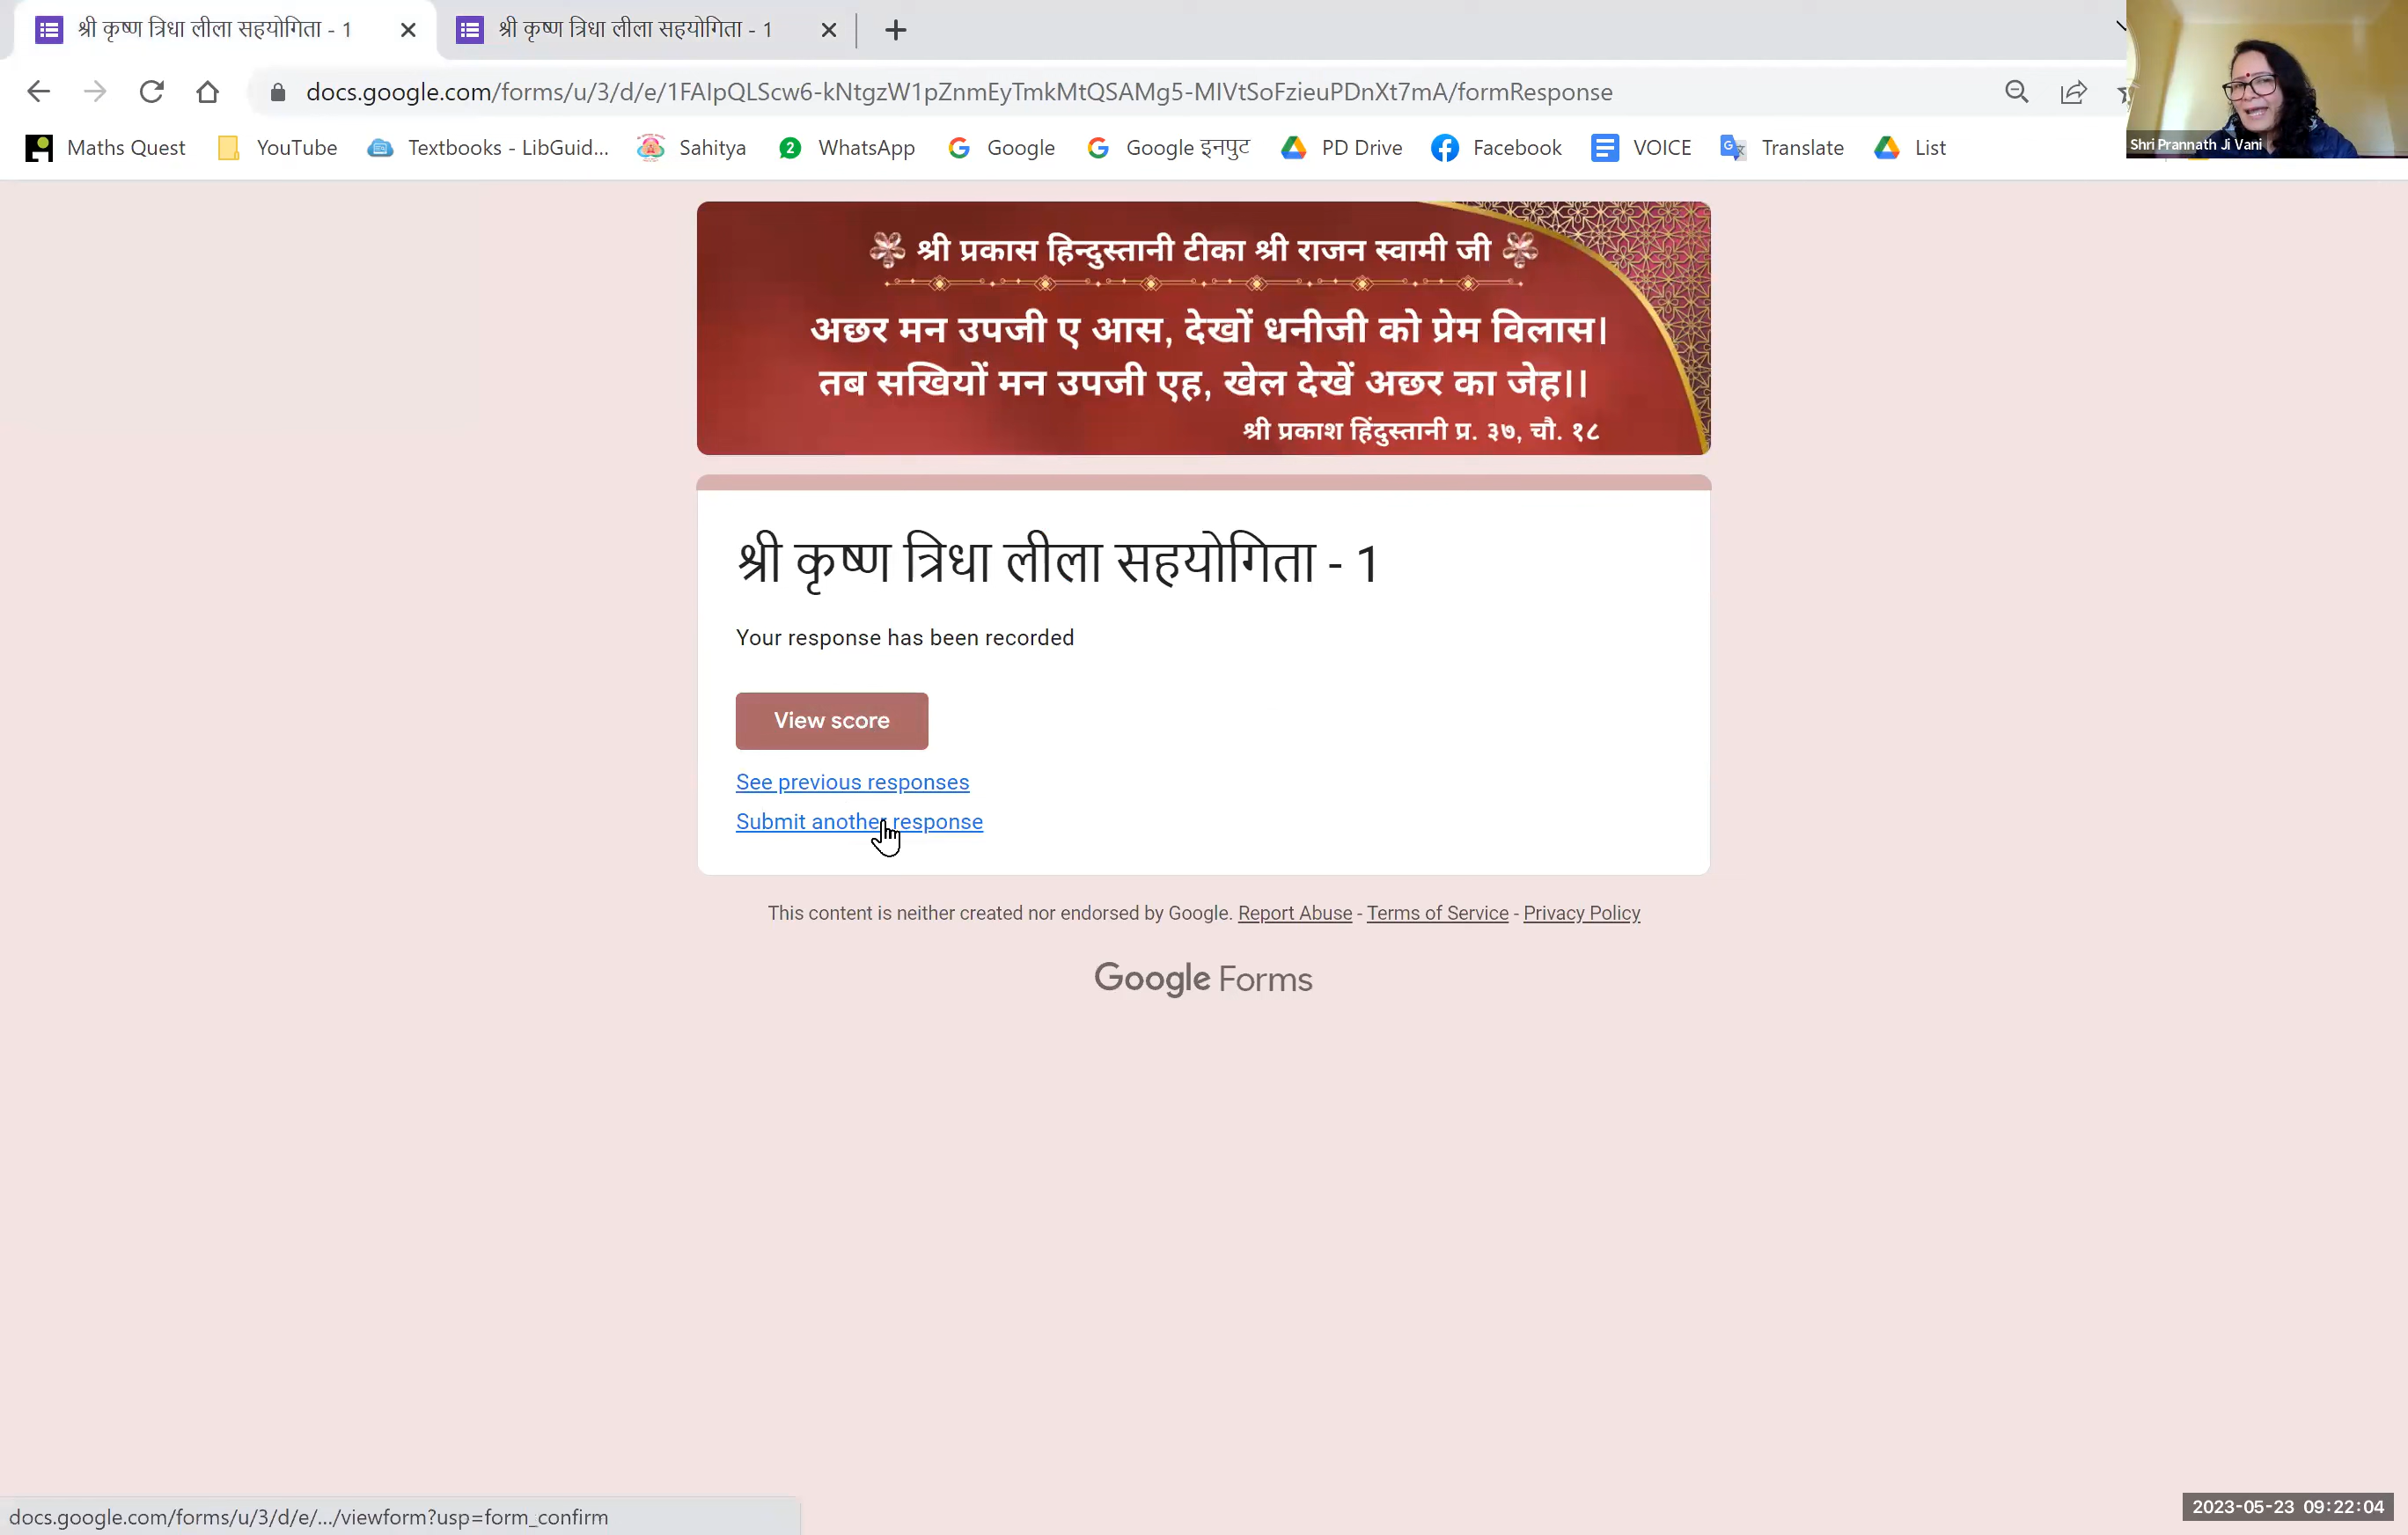 श्री कृष्ण त्रिधा लीला सहयोगिता - 1
श्री कृष्ण त्रिधा लीला सहयोगिता - 1
docs.google.com/forms/u/3/d/e/1FAIpQLScw6-kNtgzW1pZnmEyTmkMtQSAMg5-MIVtSoFzieuPDnXt7mA/formResponse
Maths Quest YouTube Textbooks - LibGuid... Sahitya 2 WhatsApp Google Google इनपुट PD Drive Facebook VOICE Translate List
Shri Prannath Ji Vani
श्री प्रकास हिन्दुस्तानी टीका श्री राजन स्वामी जी
अछर मन उपजी ए आस, देखों धनीजी को प्रेम विलास।
तब सखियों मन उपजी एह, खेल देखें अछर का जेह।।
श्री प्रकाश हिंदुस्तानी प्र. ३७, चौ. १८
श्री कृष्ण त्रिधा लीला सहयोगिता - 1
Your response has been recorded
View score
See previous responses
Submit another response
This content is neither created nor endorsed by Google. Report Abuse - Terms of Service - Privacy Policy
Google Forms
docs.google.com/forms/u/3/d/e/.../viewform?usp=form_confirm
2023-05-23 09:22:04